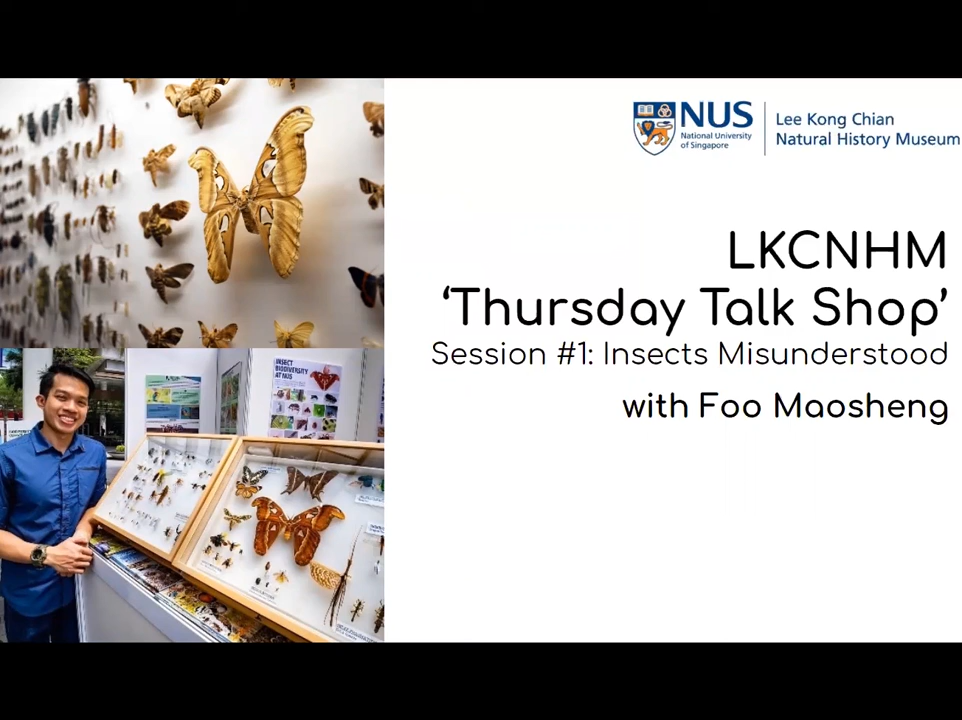 NUS
National University
of Singapore
Lee Kong Chian
Natural History Museum
LKCNHM
‘Thursday Talk Shop’
Session #1: Insects Misunderstood
with Foo Maosheng
INSECT
BIODIVERSITY
AT NUS